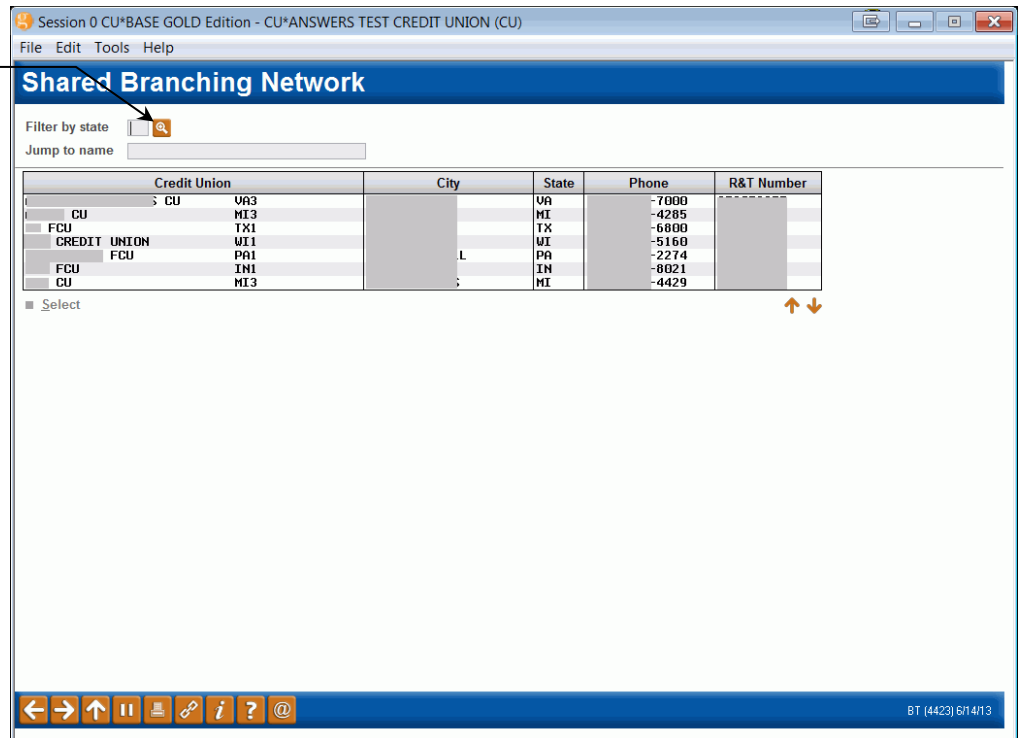 Session 0 CU*BASE GOLD Edition - CU*ANSWERS TEST CREDIT UNION (CU)
File Edit Tools Help
Shared Branching Network
Filter by state
Jump to name
Credit Union City State Phone R&T Number
CU VA3 VA -7000
CU MI3 MI -4285
FCU TX1 TX -6800
CREDIT UNION WI1 WI -5160
FCU PA1 L PA -2274
FCU IN1 IN -8021
CU MI3 MI -4429
Select
BT (4423) 6/14/13